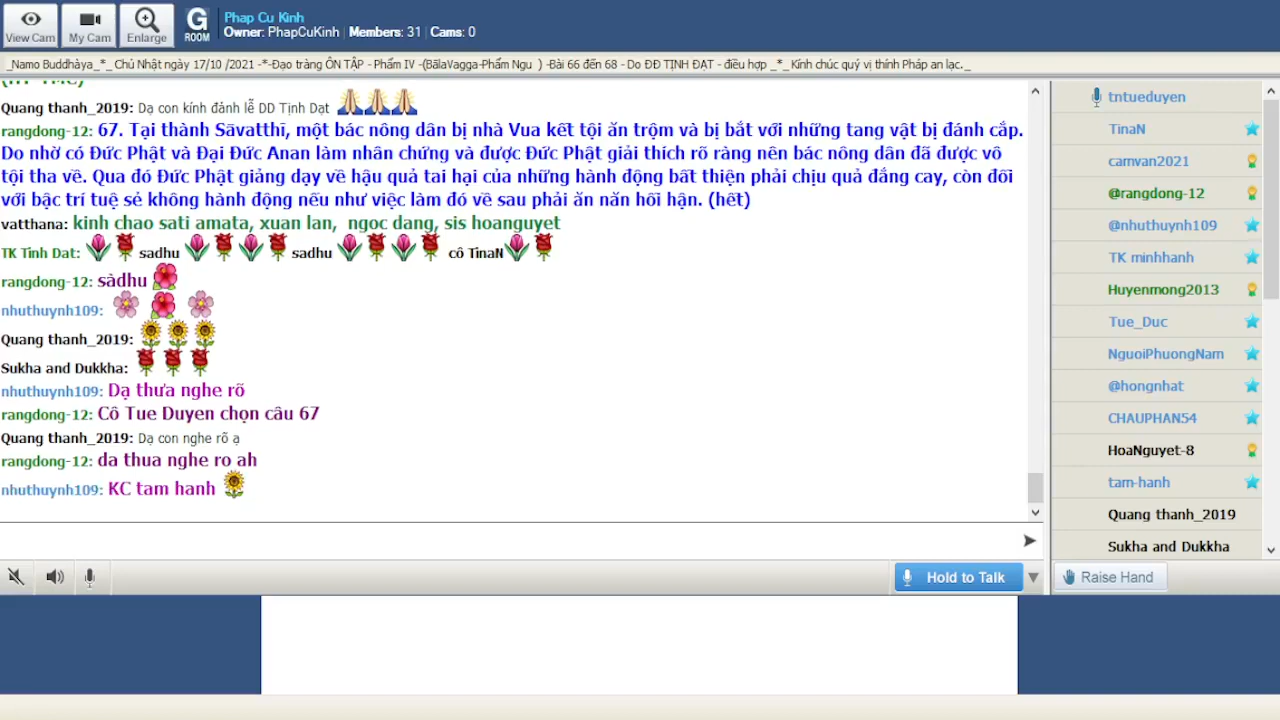 View Cam
My Cam
Enlarge
G
ROOM
Phap Cu Kinh
Owner: PhapCuKinh | Members: 31 | Cams: 0
_Namo Buddhàya_*_ Chủ Nhật ngày 17/10 /2021 -*-Đạo tràng ÔN TẬP - Phẩm IV -(BālaVagga-Phẩm Ngu ) -Bài 66 đến 68 - Do ĐĐ TỊNH ĐẠT - điều hợp _*_ Kính chúc quý vị thính Pháp an lạc._
Quang thanh_2019: Dạ con kính đảnh lễ DD Tịnh Dạt
rangdong-12: 67. Tại thành Sāvatthi, một bác nông dân bị nhà Vua kết tội ăn trộm và bị bắt với những tang vật bị đánh cắp.
Do nhờ có Đức Phật và Đại Đức Anan làm nhân chứng và được Đức Phật giải thích rõ ràng nên bác nông dân đã được vô
tội tha về. Qua đó Đức Phật giảng dạy về hậu quả tai hại của những hành động bất thiện phải chịu quả đắng cay, còn đối
với bậc trí tuệ sẻ không hành động nếu như việc làm đó về sau phải ăn năn hối hận. (hết)
vatthana: kinh chao sati amata, xuan lan, ngoc dang, sis hoanguyet
TK Tinh Dat: sadhu sadhu cô TinaN
rangdong-12: sàdhu
nhuthuynh109:
Quang thanh_2019:
Sukha and Dukkha:
nhuthuynh109: Dạ thưa nghe rõ
rangdong-12: Cô Tue Duyen chọn câu 67
Quang thanh_2019: Dạ con nghe rõ ạ
rangdong-12: da thua nghe ro ah
nhuthuynh109: KC tam hanh
Hold to Talk
tntueduyen
TinaN
camvan2021
@rangdong-12
@nhuthuynh109
TK minhhanh
Huyenmong2013
Tue_Duc
NguoiPhuongNam
@hongnhat
CHAUPHAN54
HoaNguyet-8
tam-hanh
Quang thanh_2019
Sukha and Dukkha
Raise Hand